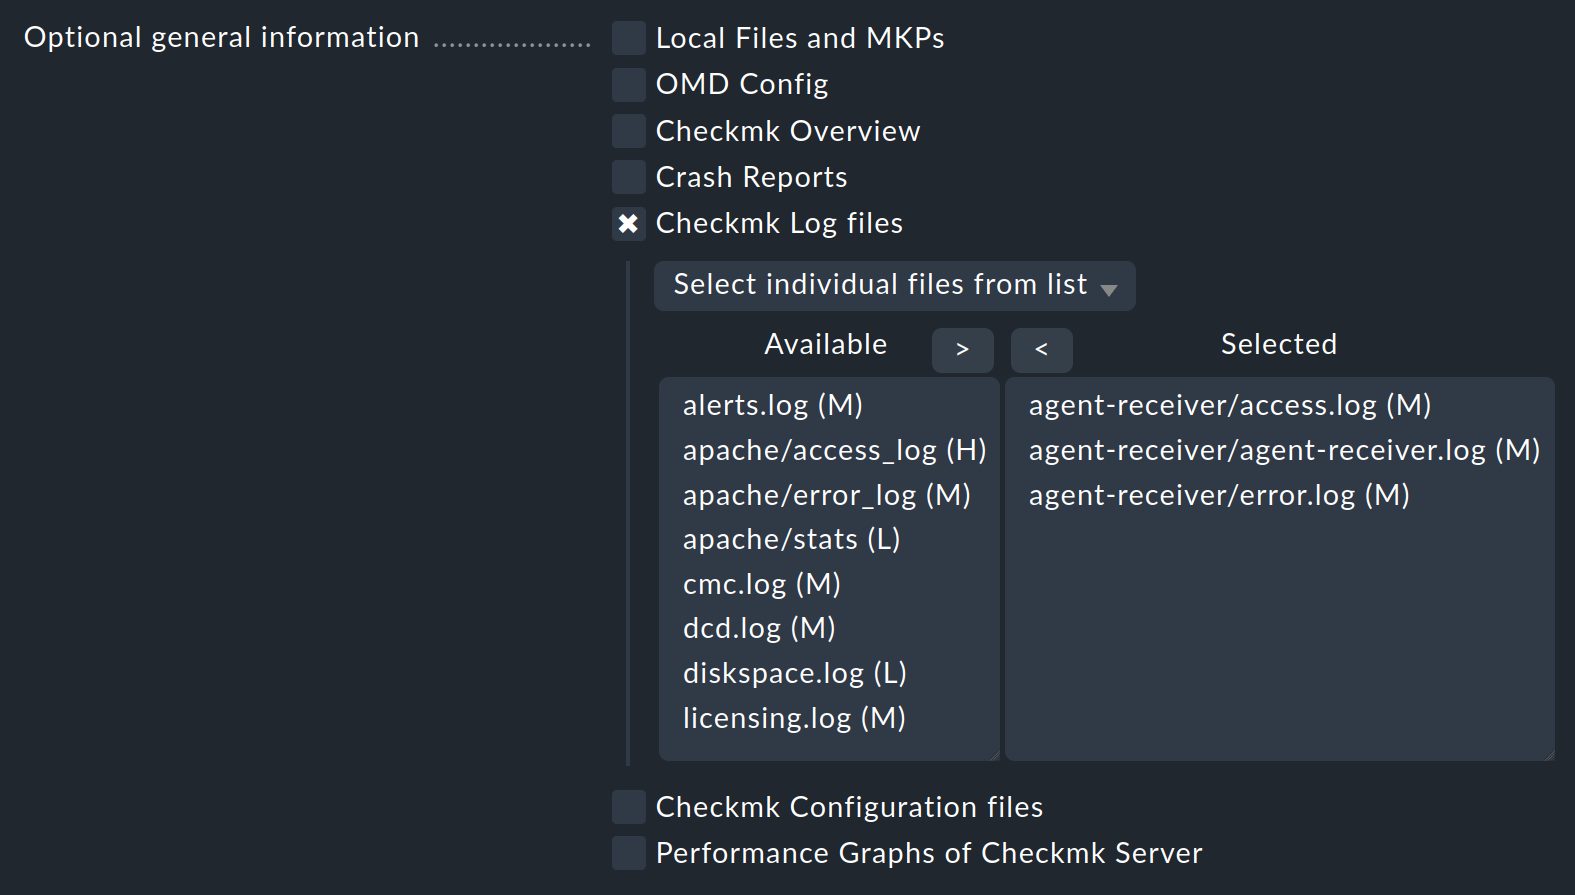 Optional general information ....................
Local Files and MKPs
OMD Config
Checkmk Overview
Crash Reports
✖ Checkmk Log files
Select individual files from list
Available > < Selected
alerts.log (M)
apache/access_log (H)
apache/error_log (M)
apache/stats (L)
cmc.log (M)
dcd.log (M)
diskspace.log (L)
licensing.log (M)
agent-receiver/access.log (M)
agent-receiver/agent-receiver.log (M)
agent-receiver/error.log (M)
Checkmk Configuration files
Performance Graphs of Checkmk Server